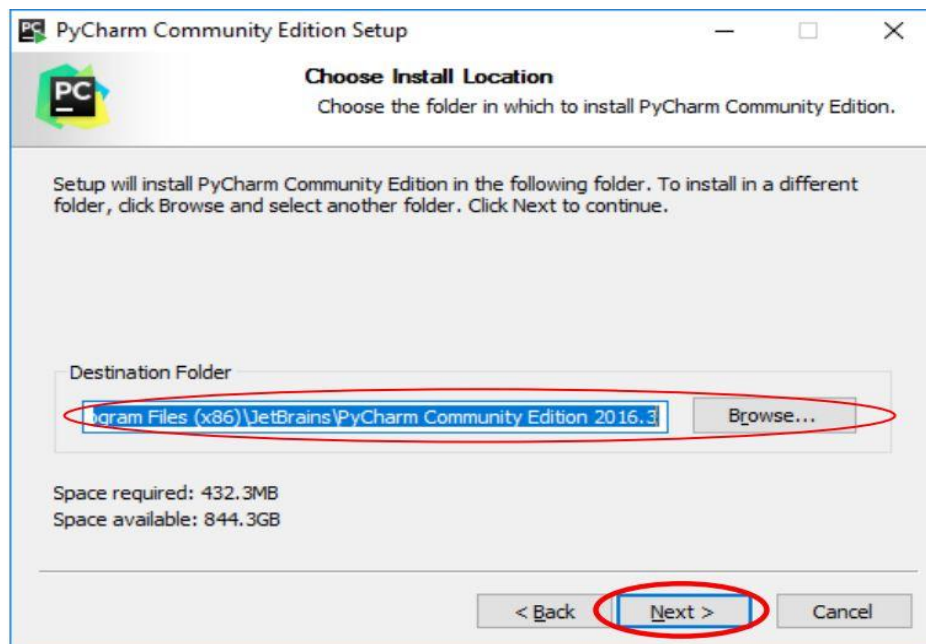 PC PyCharm Community Edition Setup
PC
Choose Install Location
Choose the folder in which to install PyCharm Community Edition.
Setup will install PyCharm Community Edition in the following folder. To install in a different
folder, click Browse and select another folder. Click Next to continue.
Destination Folder
ogram Files (x86)\JetBrains\PyCharm Community Edition 2016.3
Browse...
Space required: 432.3MB
Space available: 844.3GB
< Back
Next >
Cancel